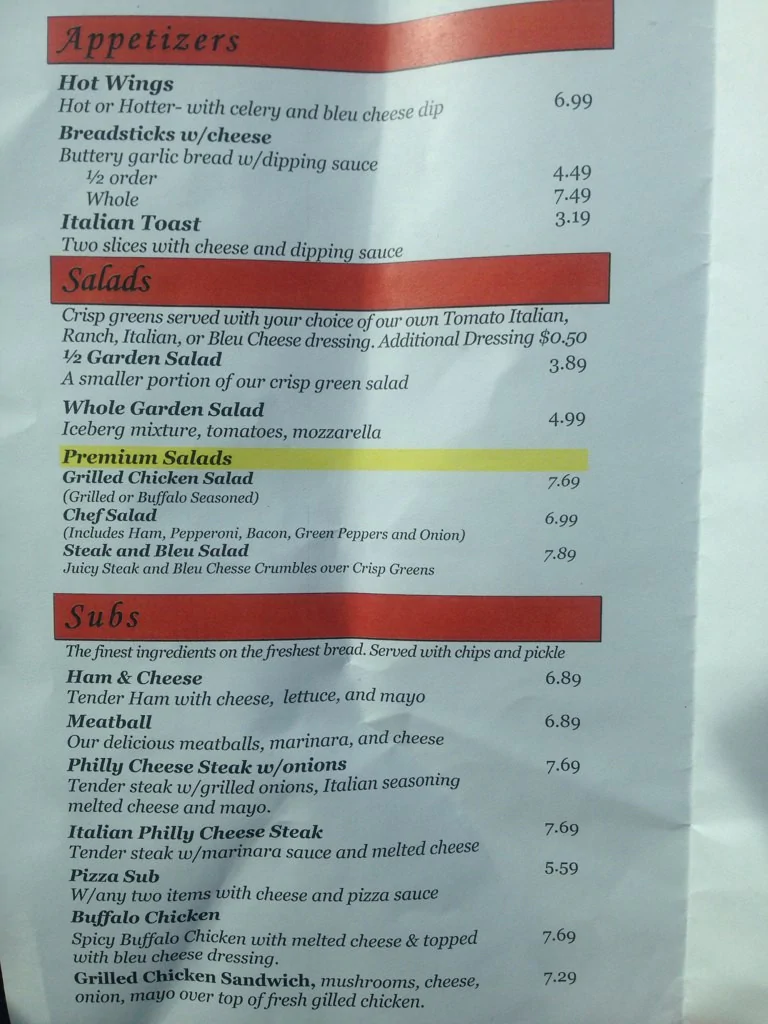 Appetizers
Hot Wings
Hot or Hotter- with celery and bleu cheese dip 6.99
Breadsticks w/cheese
Buttery garlic bread w/dipping sauce
½ order 4.49
Whole 7.49
Italian Toast 3.19
Two slices with cheese and dipping sauce
Salads
Crisp greens served with your choice of our own Tomato Italian,
Ranch, Italian, or Bleu Cheese dressing. Additional Dressing $0.50
½ Garden Salad 3.89
A smaller portion of our crisp green salad
Whole Garden Salad 4.99
Iceberg mixture, tomatoes, mozzarella
Premium Salads
Grilled Chicken Salad 7.69
(Grilled or Buffalo Seasoned)
Chef Salad 6.99
(Includes Ham, Pepperoni, Bacon, Green Peppers and Onion)
Steak and Bleu Salad 7.89
Juicy Steak and Bleu Chesse Crumbles over Crisp Greens
Subs
The finest ingredients on the freshest bread. Served with chips and pickle
Ham & Cheese 6.89
Tender Ham with cheese, lettuce, and mayo
Meatball 6.89
Our delicious meatballs, marinara, and cheese
Philly Cheese Steak w/onions 7.69
Tender steak w/grilled onions, Italian seasoning
melted cheese and mayo.
Italian Philly Cheese Steak 7.69
Tender steak w/marinara sauce and melted cheese
Pizza Sub 5.59
W/any two items with cheese and pizza sauce
Buffalo Chicken
Spicy Buffalo Chicken with melted cheese & topped 7.69
with bleu cheese dressing.
Grilled Chicken Sandwich, mushrooms, cheese, 7.29
onion, mayo over top of fresh gilled chicken.